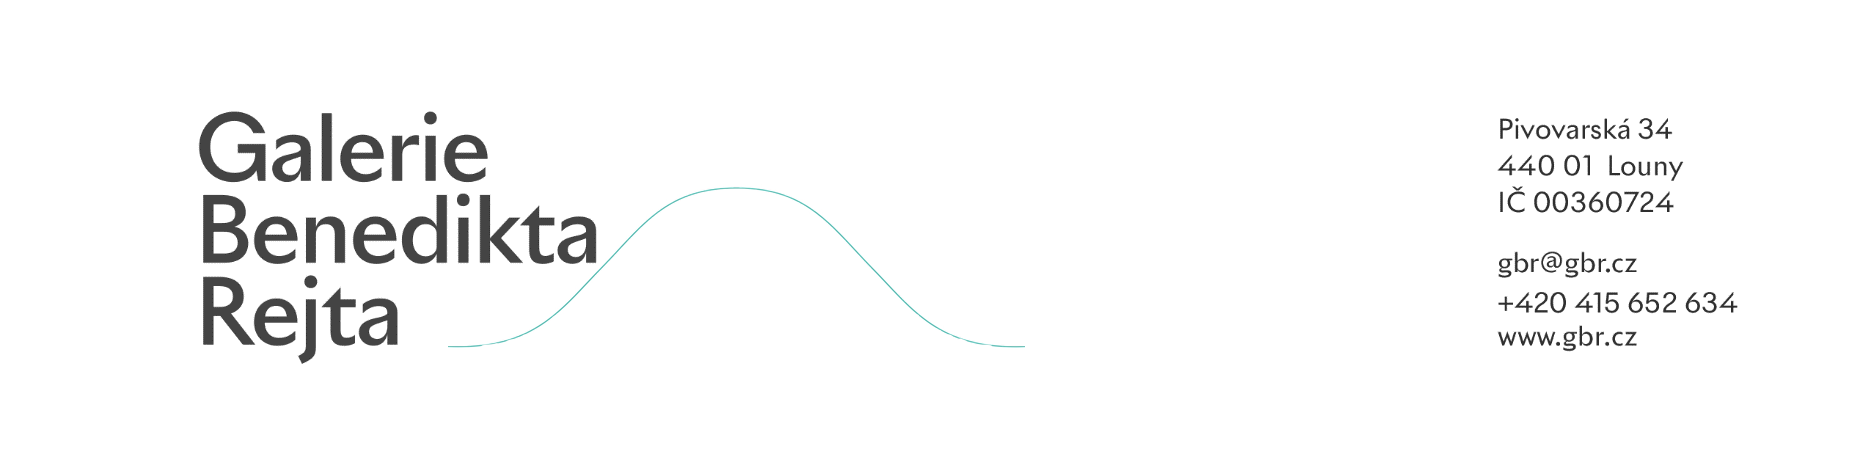 Galerie
Benedikta
Rejta
Pivovarská 34
440 01 Louny
IČ 00360724
gbr@gbr.cz
+420 415 652 634
www.gbr.cz